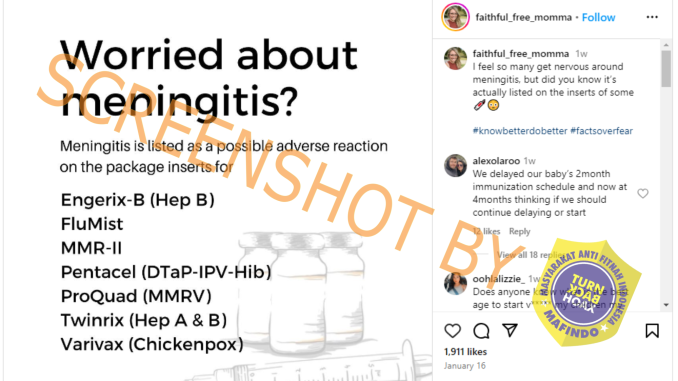 Worried about
meningitis?
Meningitis is listed as a possible adverse reaction
on the package inserts for
Engerix-B (Hep B)
FluMist
MMR-II
Pentacel (DTaP-IPV-Hib)
ProQuad (MMRV)
Twinrix (Hep A & B)
Varivax (Chickenpox)
SCREENSHOT BY
faithful_free_momma • Follow
faithful_free_momma 1w
I feel so many get nervous around
meningitis, but did you know it's
actually listed on the inserts of some
#knowbetterdobetter #factsoverfear
alexolaroo 1w
We delayed our baby's 2month
immunization schedule and now at
4months thinking if we should
continue delaying or start
12 likes Reply
View all 18 replies
oohlalizzie_ 1w
Does anyone
age to start v my children m
MASYARAKAT ANTI FITNAH INDONESIA
TURN
BACK
HOAX
MAFINDO
1,911 likes
January 16